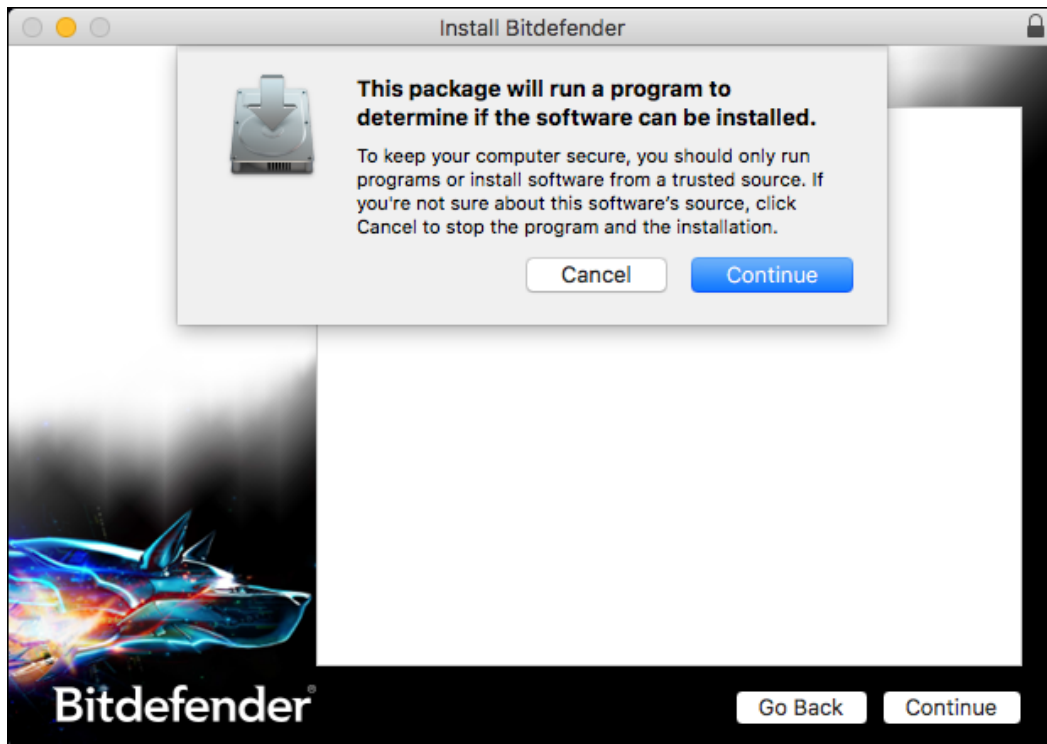 Install Bitdefender
This package will run a program to
determine if the software can be installed.
To keep your computer secure, you should only run
programs or install software from a trusted source. If
you're not sure about this software’s source, click
Cancel to stop the program and the installation.
Cancel
Continue
Bitdefender®
Go Back
Continue